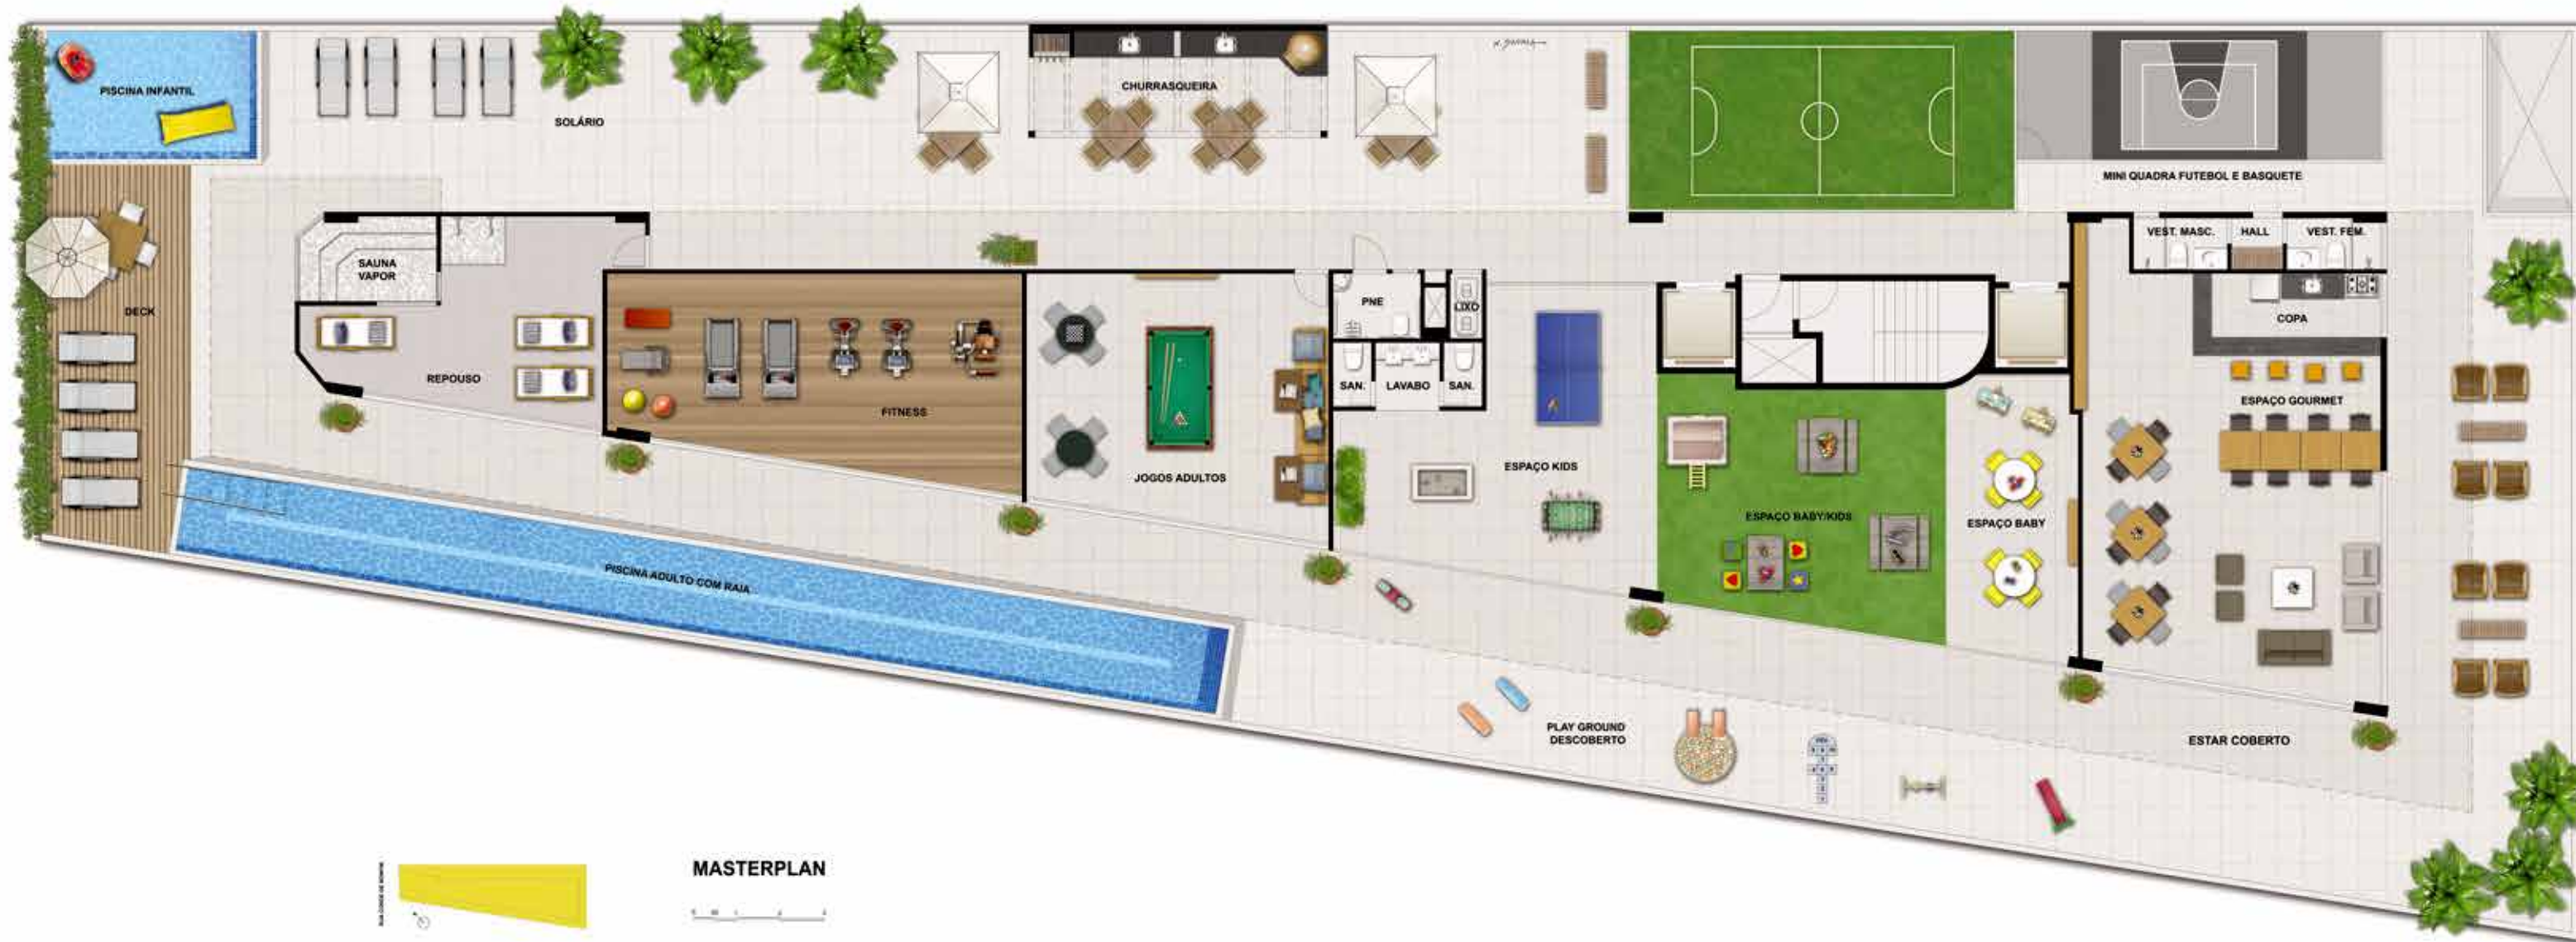 PISCINA INFANTIL
SOLÁRIO
CHURRASQUEIRA
MINI QUADRA FUTEBOL E BASQUETE
DECK
SAUNA
VAPOR
REPOUSO
FITNESS
JOGOS ADULTOS
PNE
LIXO
SAN.
LAVABO
SAN.
ESPAÇO KIDS
ESPAÇO BABY/KIDS
ESPAÇO BABY
VEST. MASC.
HALL
VEST. FEM.
COPA
ESPAÇO GOURMET
PISCINA ADULTO COM RAIA
PLAY GROUND
DESCOBERTO
ESTAR COBERTO
MASTERPLAN